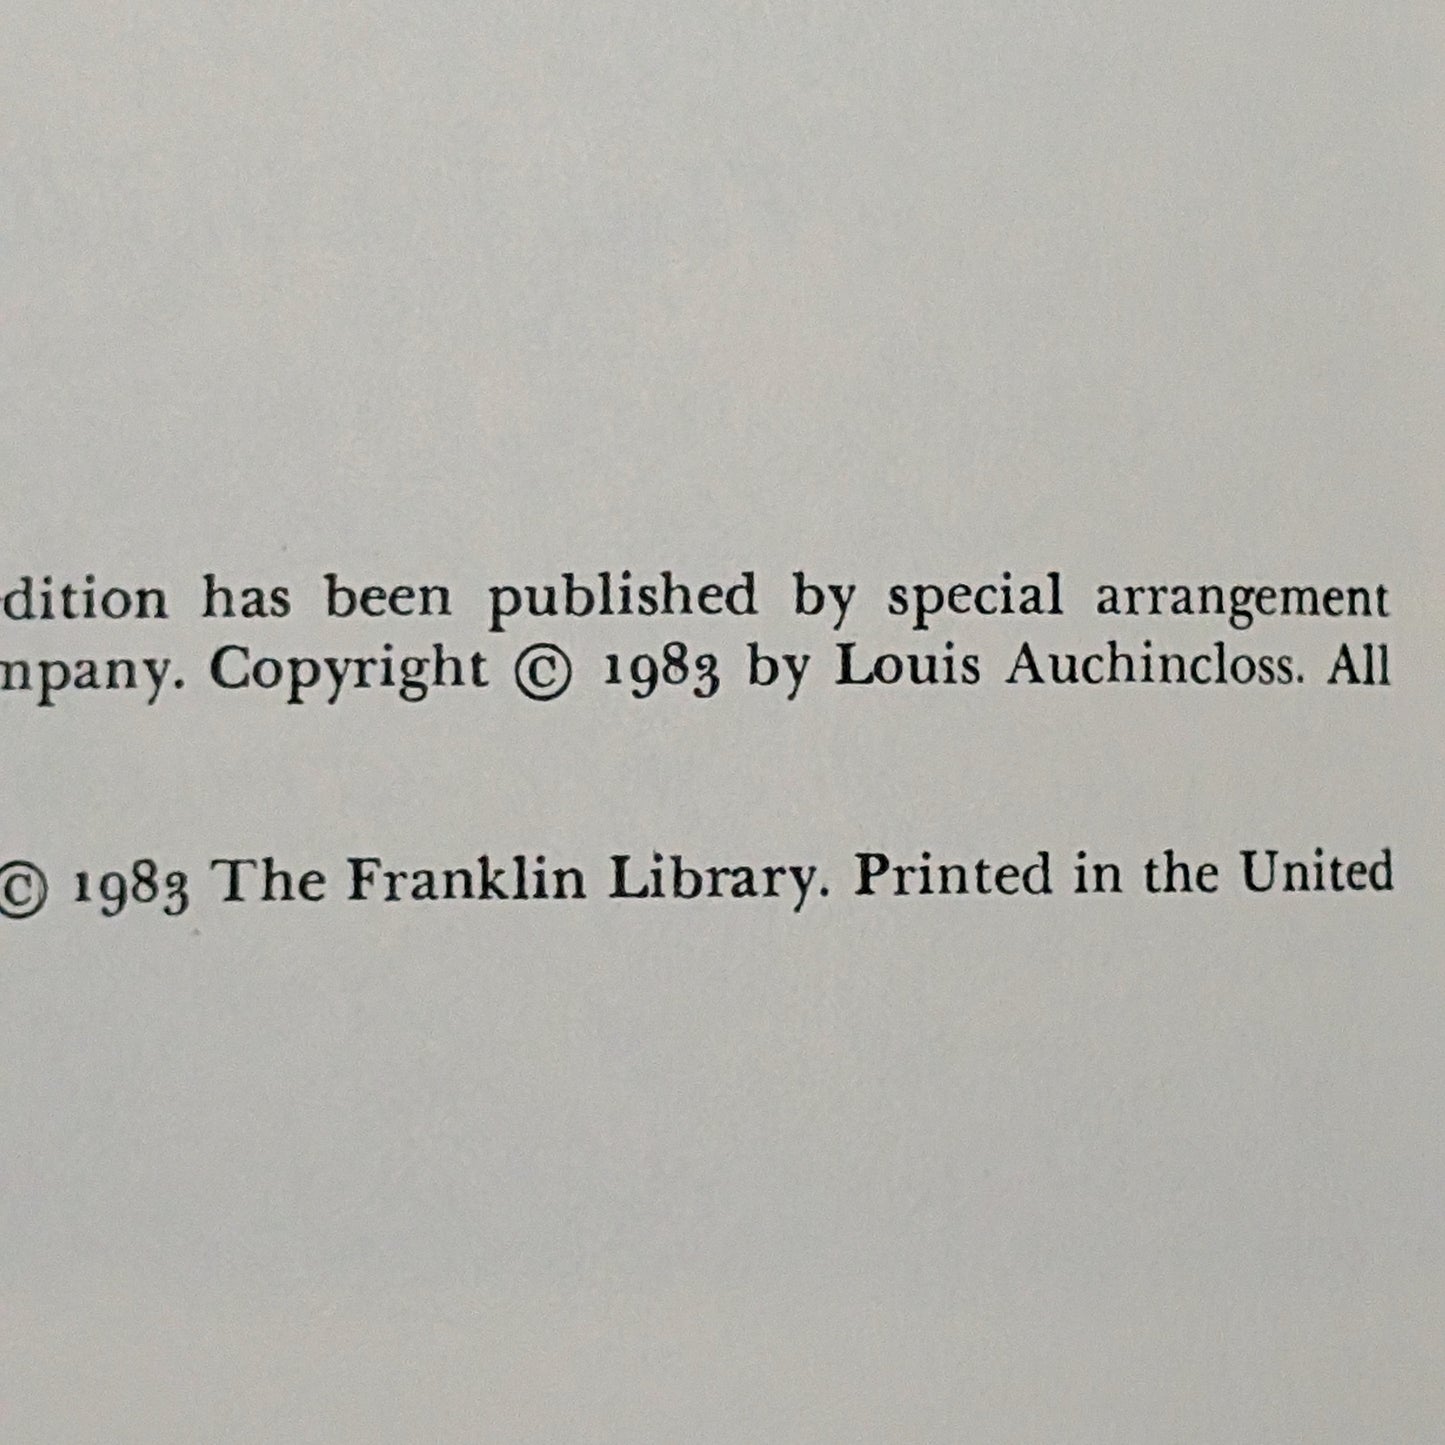 dition has been published by special arrangement
mpany. Copyright © 1983 by Louis Auchincloss. All
© 1983 The Franklin Library. Printed in the United